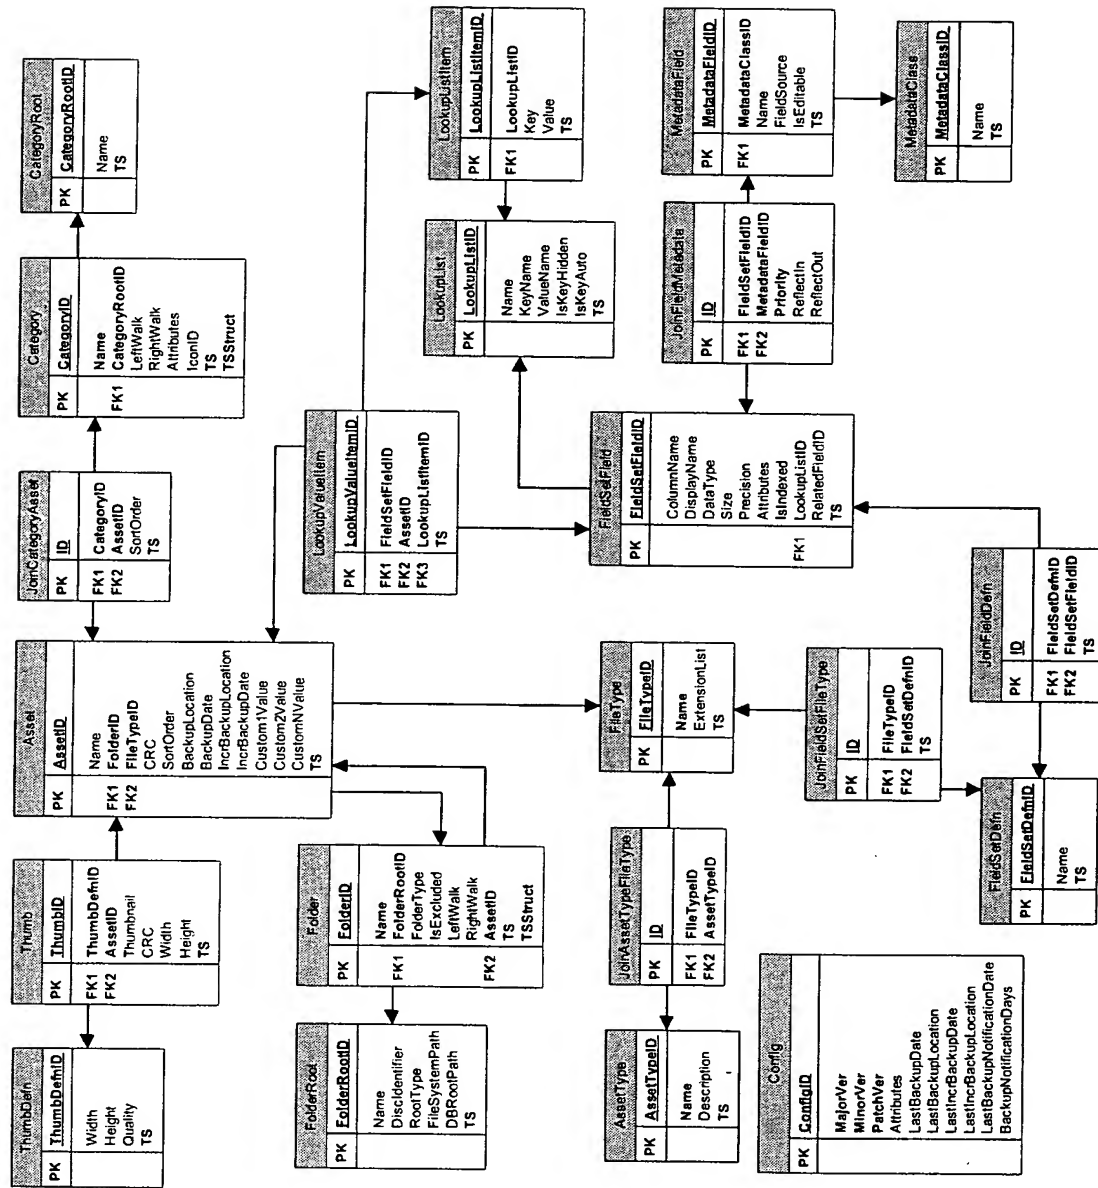 ThumbDefn
PK ThumbDefnID
Width
Height
Quality
TS
Thumb
PK ThumbID
FK1 ThumbDefnID
FK2 AssetID
Thumbnail
CRC
Width
Height
TS
Asset
PK AssetID
Name
FK1 FolderID
FK2 FileTypeID
CRC
SortOrder
BackupLocation
BackupDate
IncrBackupLocation
IncrBackupDate
Custom1Value
Custom2Value
CustomNValue
TS
JoinCategoryAsset
PK ID
FK1 CategoryID
FK2 AssetID
SortOrder
TS
Category
PK CategoryID
Name
FK1 CategoryRootID
LeftWalk
RightWalk
Attributes
IconID
TS
TSStruct
CategoryRoot
PK CategoryRootID
Name
TS
FolderRoot
PK FolderRootID
Name
DiscIdentifier
RootType
FileSystemPath
DBRootPath
TS
Folder
PK FolderID
Name
FK1 FolderRootID
FolderType
IsExcluded
LeftWalk
RightWalk
FK2 AssetID
TS
TSStruct
LookupValueItem
PK LookupValueItemID
FK1 FieldSetFieldID
FK2 AssetID
FK3 LookupListItemID
TS
LookupList
PK LookupListID
Name
KeyName
ValueName
IsKeyHidden
IsKeyAuto
TS
LookupListItem
PK LookupListItemID
FK1 LookupListID
Key
Value
TS
AssetType
PK AssetTypeID
Name
Description
TS
JoinAssetTypeFileType
PK ID
FK1 FileTypeID
FK2 AssetTypeID
FileType
PK FileTypeID
Name
ExtensionList
TS
FieldSetField
PK FieldSetFieldID
ColumnName
DisplayName
DataType
Size
Precision
Attributes
IsIndexed
FK1 LookupListID
RelatedFieldID
TS
JoinFieldMetadata
PK ID
FK1 FieldSetFieldID
FK2 MetadataFieldID
Priority
ReflectIn
ReflectOut
MetadataField
PK MetadataFieldID
FK1 MetadataClassID
Name
FieldSource
IsEditable
TS
MetadataClass
PK MetadataClassID
Name
TS
Config
PK ConfigID
MajorVer
MinorVer
PatchVer
Attributes
LastBackupDate
LastBackupLocation
LastIncrBackupDate
LastIncrBackupLocation
LastBackupNotificationDate
BackupNotificationDays
JoinFieldSetFileType
PK ID
FK1 FileTypeID
FK2 FieldSetDefnID
TS
FieldSetDefn
PK FieldSetDefnID
Name
TS
JoinFieldDefn
PK ID
FK1 FieldSetDefnID
FK2 FieldSetFieldID
TS